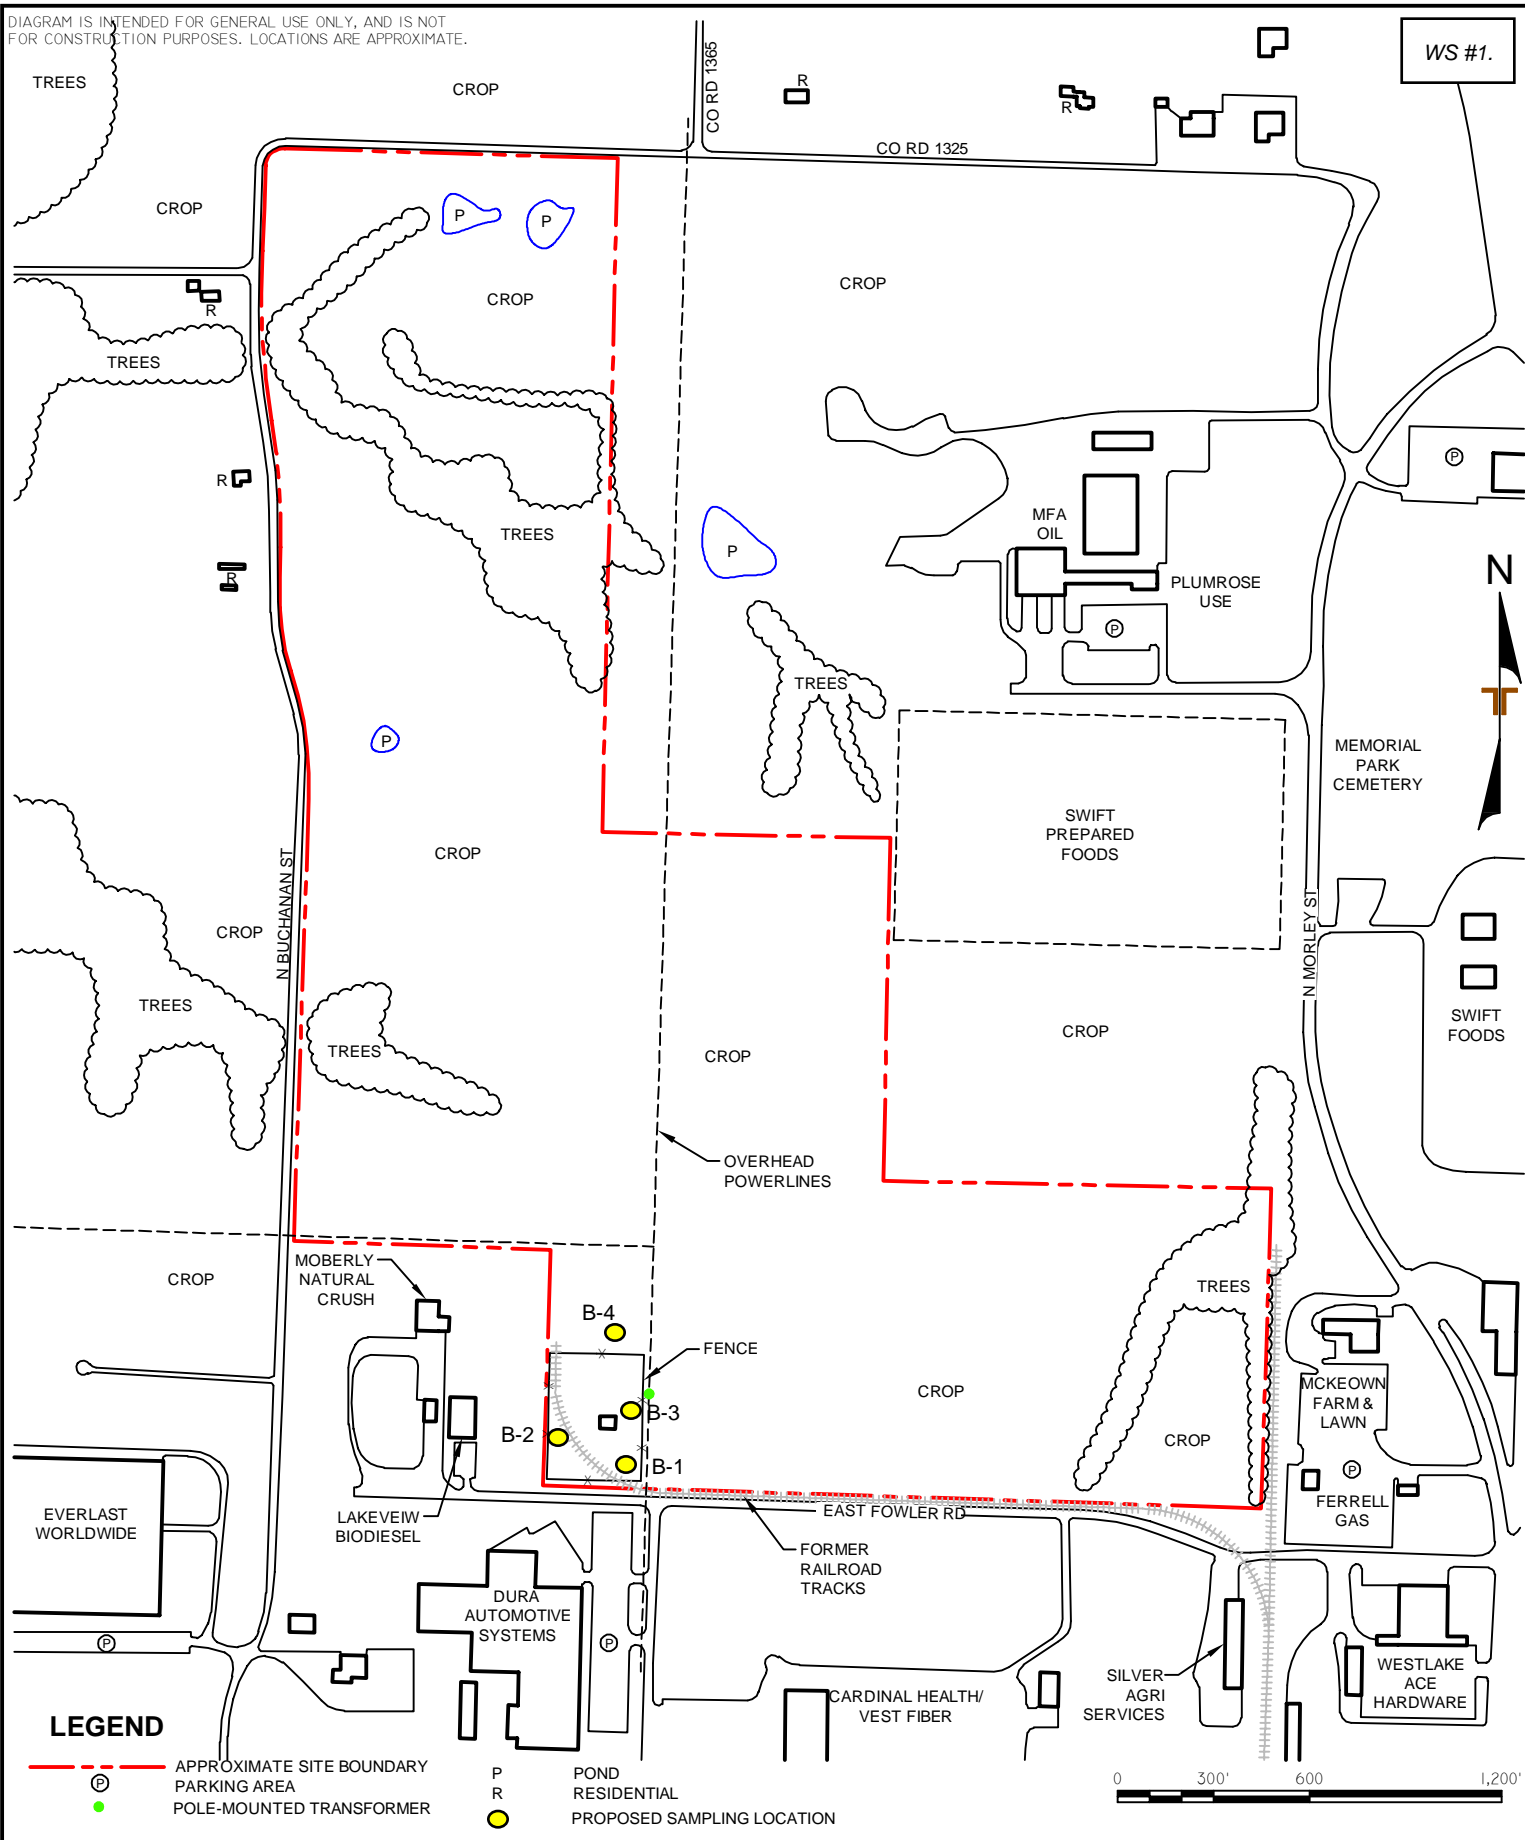 DIAGRAM IS INTENDED FOR GENERAL USE ONLY, AND IS NOT
FOR CONSTRUCTION PURPOSES. LOCATIONS ARE APPROXIMATE.
WS #1.
TREES
CROP
CO RD 1365
R
R
CO RD 1325
CROP
P
P
CROP
CROP
R
TREES
R
P
TREES
MFA
OIL
P
R
PLUMROSE
USE
P
N
TREES
P
MEMORIAL
PARK
CEMETERY
SWIFT
PREPARED
FOODS
CROP
N BUCHANAN ST
CROP
N MORLEY ST
TREES
SWIFT
FOODS
CROP
TREES
CROP
OVERHEAD
POWERLINES
MOBERLY
NATURAL
CRUSH
CROP
TREES
B-4
FENCE
MCKEOWN
FARM &
LAWN
CROP
B-3
B-2
CROP
B-1
P
EVERLAST
WORLDWIDE
LAKEVEIW
BIODIESEL
EAST FOWLER RD
FERRELL
GAS
FORMER
RAILROAD
TRACKS
DURA
AUTOMOTIVE
SYSTEMS
P
P
SILVER
AGRI
SERVICES
WESTLAKE
ACE
HARDWARE
CARDINAL HEALTH/
VEST FIBER
LEGEND
APPROXIMATE SITE BOUNDARY
P PARKING AREA
POLE-MOUNTED TRANSFORMER
P POND
R RESIDENTIAL
PROPOSED SAMPLING LOCATION
0 300' 600 1,200'